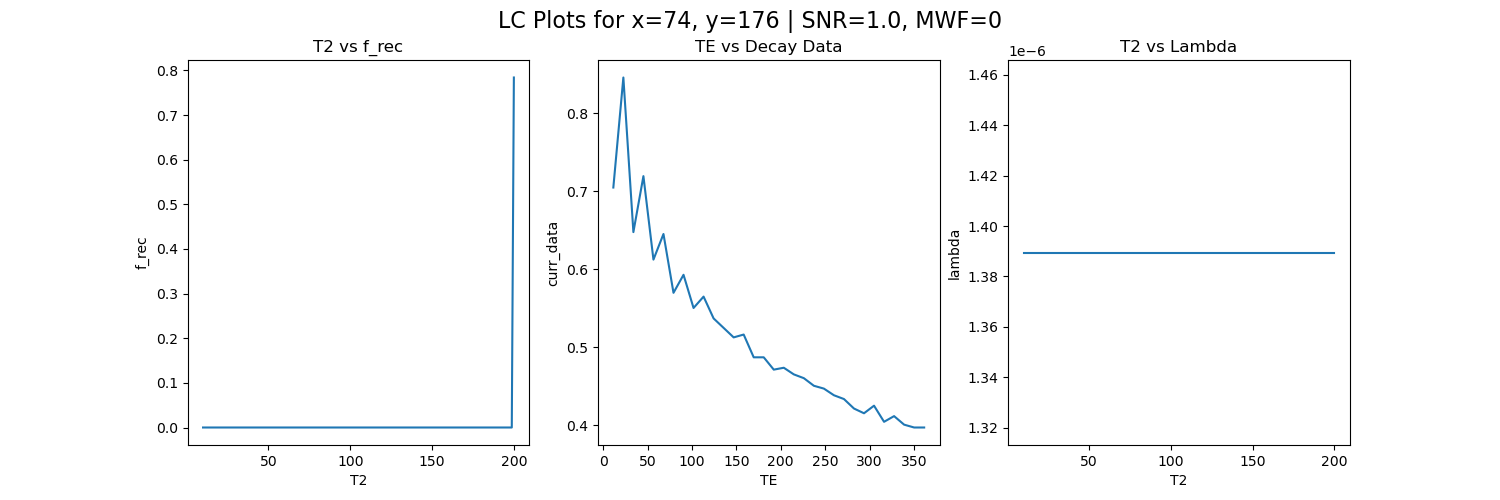 LC Plots for x=74, y=176 | SNR=1.0, MWF=0
T2 vs f_rec
0.8
0.7
0.6
0.5
0.4
0.3
0.2
0.1
0.0
f_rec
50 100 150 200
T2
TE vs Decay Data
0.8
0.7
0.6
0.5
0.4
curr_data
0 50 100 150 200 250 300 350
TE
T2 vs Lambda
1e−6
1.46
1.44
1.42
1.40
1.38
1.36
1.34
1.32
lambda
50 100 150 200
T2